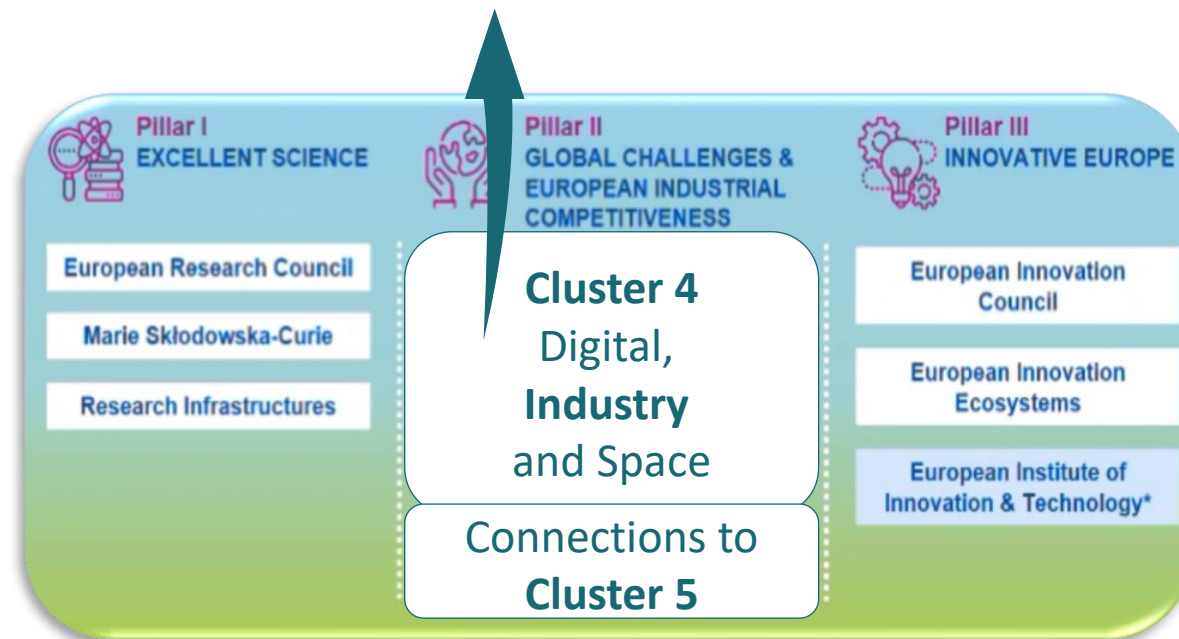 Pillar I
EXCELLENT SCIENCE
European Research Council
Marie Skłodowska-Curie
Research Infrastructures
Pillar II
GLOBAL CHALLENGES &
EUROPEAN INDUSTRIAL
COMPETITIVENESS
Cluster 4
Digital,
Industry
and Space
Connections to
Cluster 5
Pillar III
INNOVATIVE EUROPE
European Innovation
Council
European Innovation
Ecosystems
European Institute of
Innovation & Technology*